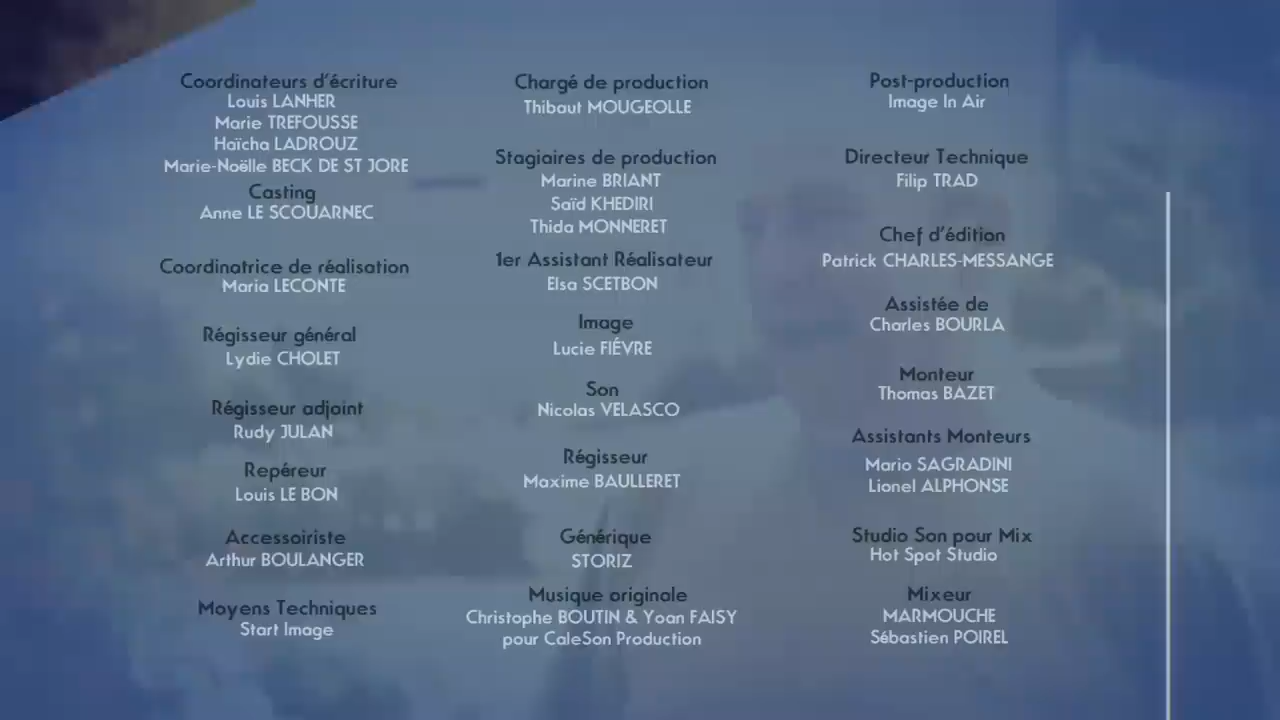 Coordinateurs d'écriture
Louis LANHER
Marie TREFOUSSE
Haïcha LADROUZ
Marie-Noëlle BECK DE ST JORE
Casting
Anne LE SCOUARNEC
Coordinatrice de réalisation
Maria LECONTE
Régisseur général
Lydie CHOLET
Régisseur adjoint
Rudy JULAN
Repéreur
Louis LE BON
Accessoiriste
Arthur BOULANGER
Moyens Techniques
Start Image
Chargé de production
Thibaut MOUGEOLLE
Stagiaires de production
Marine BRIANT
Saïd KHEDIRI
Thida MONNERET
1er Assistant Réalisateur
Elsa SCETBON
Image
Lucie FIÉVRE
Son
Nicolas VELASCO
Régisseur
Maxime BAULLERET
Générique
STORIZ
Musique originale
Christophe BOUTIN & Yoan FAISY
pour CaleSon Production
Post-production
Image In Air
Directeur Technique
Filip TRAD
Chef d'édition
Patrick CHARLES-MESSANGE
Assistée de
Charles BOURLA
Monteur
Thomas BAZET
Assistants Monteurs
Mario SAGRADINI
Lionel ALPHONSE
Studio Son pour Mix
Hot Spot Studio
Mixeur
MARMOUCHE
Sébastien POIREL